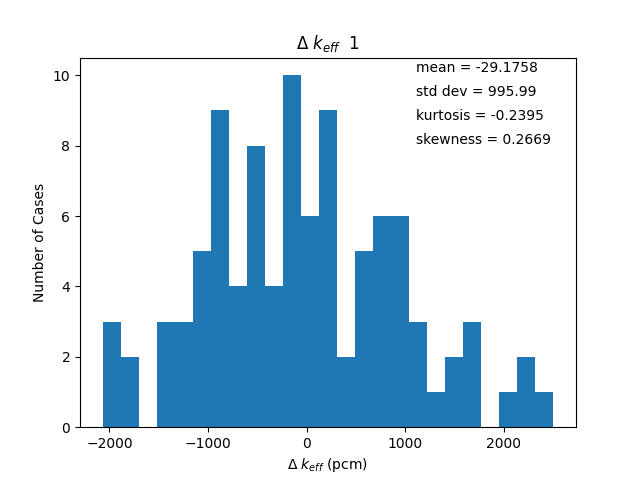 Δ k_eff 1
mean = -29.1758
std dev = 995.99
kurtosis = -0.2395
skewness = 0.2669
Number of Cases
10
8
6
4
2
0
−2000 −1000 0 1000 2000
Δ k_eff (pcm)